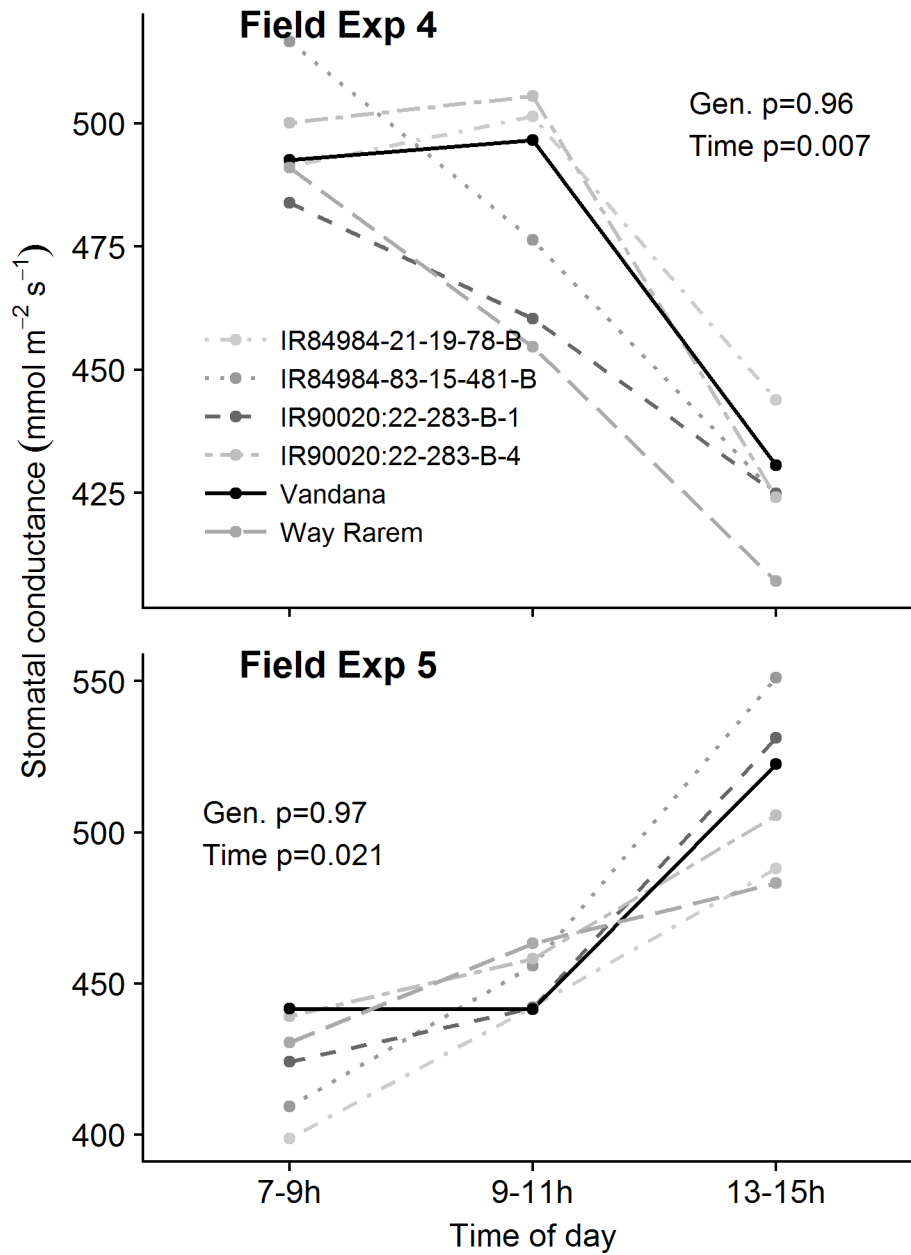 Field Exp 4
Gen. p=0.96
Time p=0.007
500
475
450
425
IR84984-21-19-78-B
IR84984-83-15-481-B
IR90020:22-283-B-1
IR90020:22-283-B-4
Vandana
Way Rarem
Stomatal conductance (mmol m⁻² s⁻¹)
Field Exp 5
Gen. p=0.97
Time p=0.021
550
500
450
400
7-9h 9-11h 13-15h
Time of day